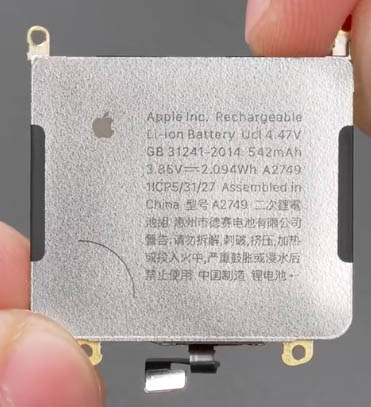 Apple Inc. Rechargeable
Li-ion Battery Ucl 4.47V
GB 31241-2014 542mAh
3.86V⎓2.094Wh A2749
1ICP5/31/27 Assembled in
China 型号 A2749 二次鋰電
池组 惠州市德赛电池有限公司
警告:请勿拆解,刺破,挤压,加热
或投入火中,严重鼓胀或浸水后
禁止使用. 中国制造 锂电池